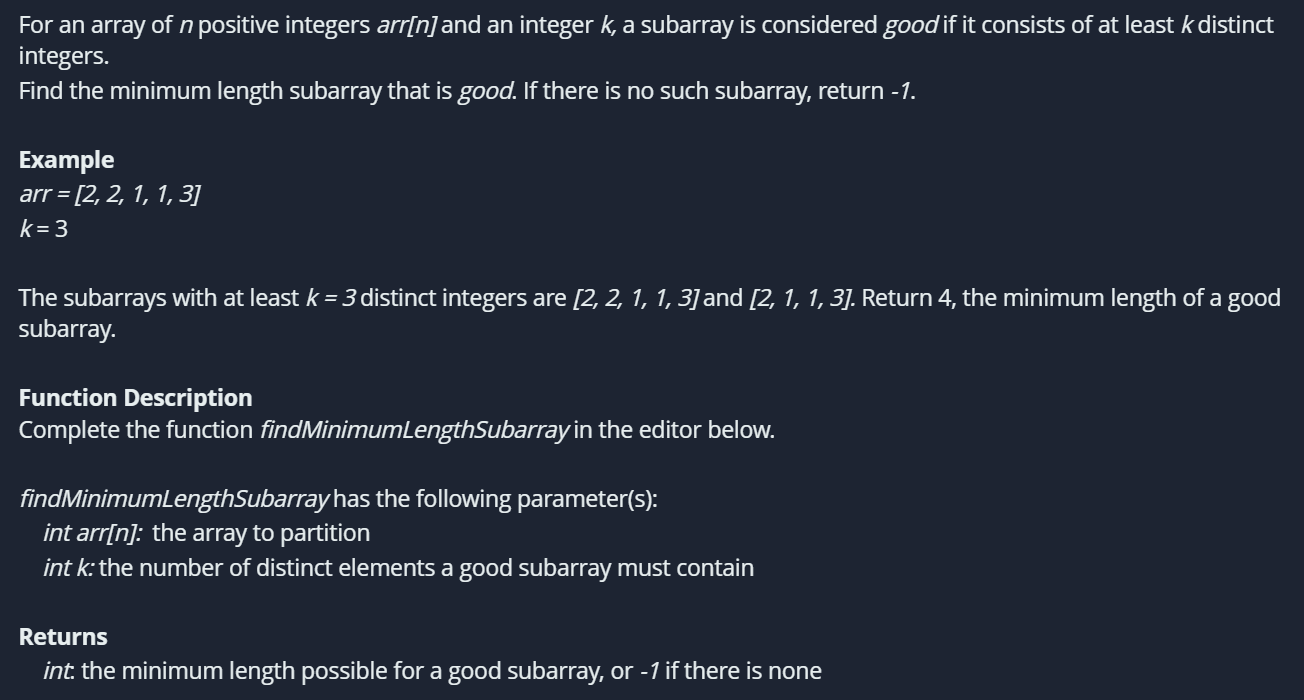 For an array of n positive integers arr[n] and an integer k, a subarray is considered good if it consists of at least k distinct
integers.
Find the minimum length subarray that is good. If there is no such subarray, return -1.
Example
arr = [2, 2, 1, 1, 3]
k = 3
The subarrays with at least k = 3 distinct integers are [2, 2, 1, 1, 3] and [2, 1, 1, 3]. Return 4, the minimum length of a good
subarray.
Function Description
Complete the function findMinimumLengthSubarray in the editor below.
findMinimumLengthSubarray has the following parameter(s):
int arr[n]: the array to partition
int k: the number of distinct elements a good subarray must contain
Returns
int: the minimum length possible for a good subarray, or -1 if there is none